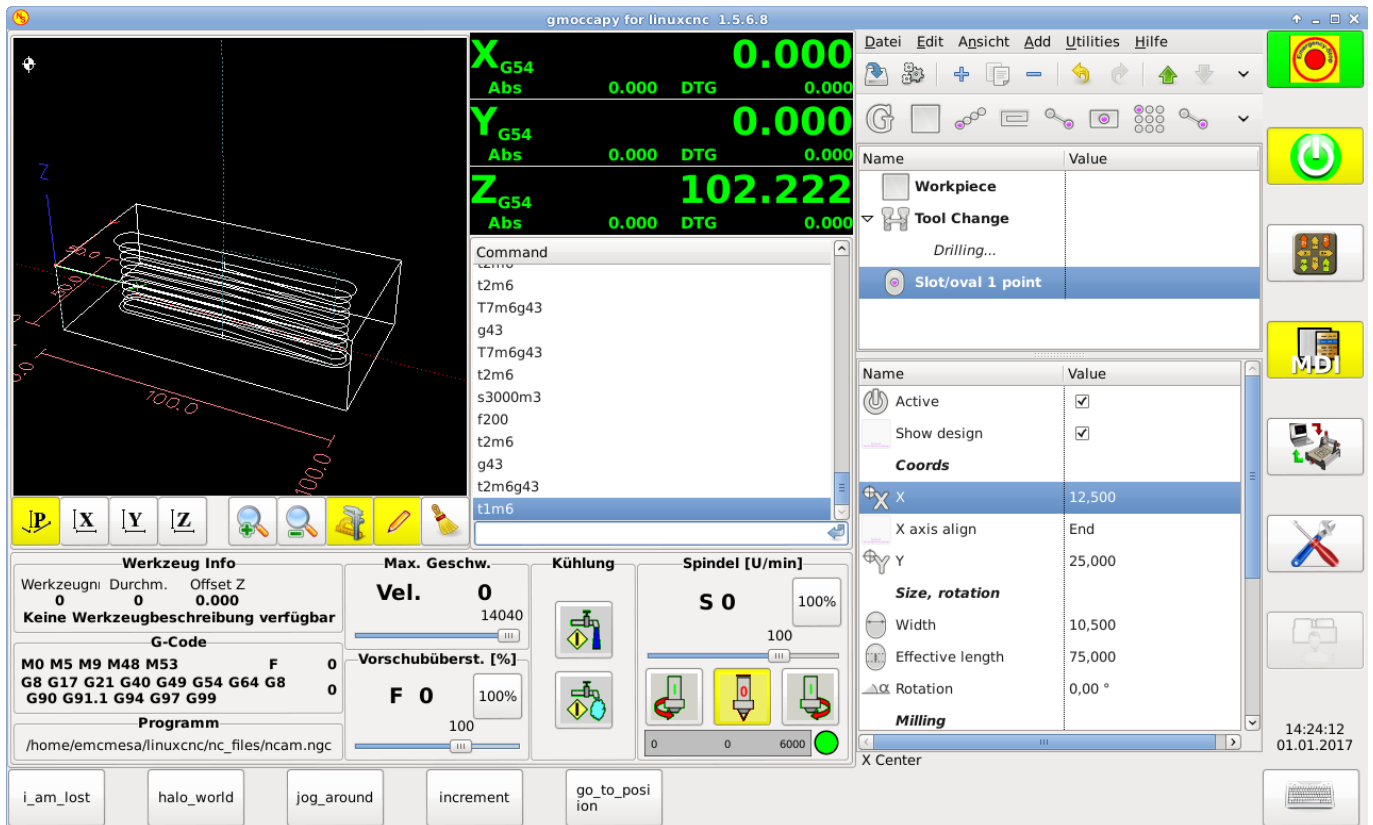 gmoccapy for linuxcnc 1.5.6.8
Z
50.0
100.0
100.0
X G54 0.000
Abs 0.000 DTG 0.000
Y G54 0.000
Abs 0.000 DTG 0.000
Z G54 102.222
Abs 0.000 DTG 0.000
Command
t2m6
t2m6
T7m6g43
g43
T7m6g43
t2m6
s3000m3
f200
t2m6
g43
t2m6g43
t1m6
P X Y Z
Datei Edit Ansicht Add Utilities Hilfe
G
Name Value
Workpiece
Tool Change
Drilling...
Slot/oval 1 point
Name Value
Active
Show design
Coords
X 12,500
X axis align End
Y 25,000
Size, rotation
Width 10,500
Effective length 75,000
Rotation 0,00 °
Milling
X Center
Emergency-Stop
MDI
14:24:12
01.01.2017
Werkzeug Info
Werkzeugni Durchm. Offset Z
0 0 0.000
Keine Werkzeugbeschreibung verfügbar
G-Code
M0 M5 M9 M48 M53 F 0
G8 G17 G21 G40 G49 G54 G64 G8
G90 G91.1 G94 G97 G99 0
Programm
/home/emcmesa/linuxcnc/nc_files/ncam.ngc
Max. Geschw.
Vel. 0
14040
Vorschubüberst. [%]
F 0 100%
100
Kühlung
Spindel [U/min]
S 0 100%
100
0 0 6000
i_am_lost
halo_world
jog_around
increment
go_to_posi
ion